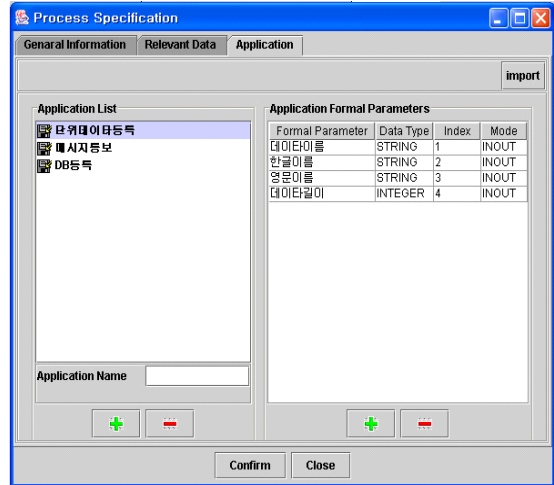 Process Specification
Genaral Information Relevant Data Application
import
Application List
단위데이타등록
메시지통보
DB등록
Application Name
Application Formal Parameters
Formal Parameter Data Type Index Mode
데이타이름 STRING 1 INOUT
한글이름 STRING 2 INOUT
영문이름 STRING 3 INOUT
데이타길이 INTEGER 4 INOUT
Confirm Close